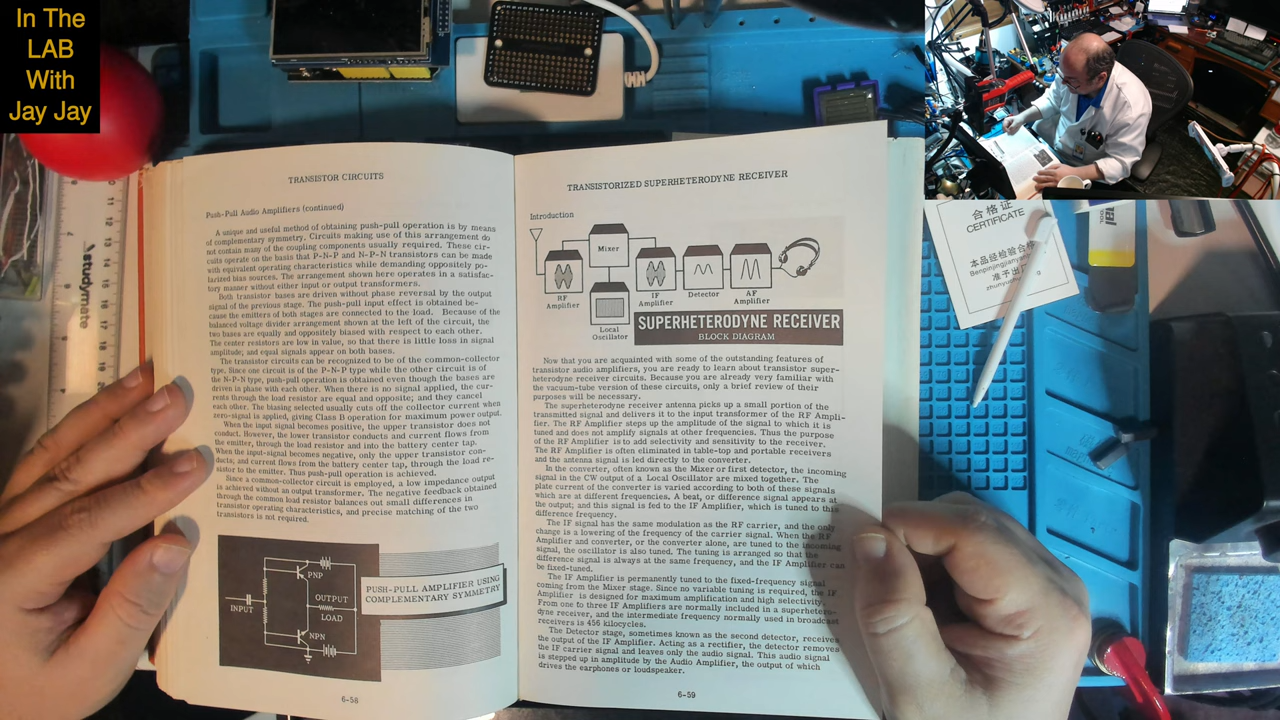 In The
LAB
With
Jay Jay
TRANSISTOR CIRCUITS
Push-Pull Audio Amplifiers (continued)
A unique and useful method of obtaining push-pull operation is by means
of complementary symmetry. Circuits making use of this arrangement do
not contain many of the coupling components usually required. These cir-
cuits operate on the basis that P-N-P and N-P-N transistors can be made
with equivalent operating characteristics while demanding oppositely po-
larized bias sources. The arrangement shown here operates in a satisfac-
tory manner without either input or output transformers.
Both transistor bases are driven without phase reversal by the output
signal of the previous stage. The push-pull input effect is obtained be-
cause the emitters of both stages are connected to the load. Because of the
balanced voltage divider arrangement shown at the left of the circuit, the
two bases are equally and oppositely biased with respect to each other.
The center resistors are low in value, so that there is little loss in signal
amplitude; and equal signals appear on both bases.
The transistor circuits can be recognized to be of the common-collector
type. Since one circuit is of the P-N-P type while the other circuit is of
the N-P-N type, push-pull operation is obtained even though the bases are
driven in phase with each other. When there is no signal applied, the cur-
rents through the load resistor are equal and opposite; and they cancel
each other. The biasing selected usually cuts off the collector current when
zero-signal is applied, giving Class B operation for maximum power output.
When the input signal becomes positive, the upper transistor does not
conduct. However, the lower transistor conducts and current flows from
the emitter, through the load resistor and into the battery center tap.
When the input-signal becomes negative, only the upper transistor con-
ducts; and current flows from the battery center tap, through the load re-
sistor to the emitter. Thus push-pull operation is achieved.
Since a common-collector circuit is employed, a low impedance output
is achieved without an output transformer. The negative feedback obtained
through the common load resistor balances out small differences in
transistor operating characteristics, and precise matching of the two
transistors is not required.
PNP
INPUT
OUTPUT
LOAD
NPN
PUSH-PULL AMPLIFIER USING
COMPLEMENTARY SYMMETRY
6-58
TRANSISTORIZED SUPERHETERODYNE RECEIVER
Introduction
Mixer
RF
Amplifier
Local
Oscillator
IF
Amplifier
Detector
AF
Amplifier
SUPERHETERODYNE RECEIVER
BLOCK DIAGRAM
Now that you are acquainted with some of the outstanding features of
transistor audio amplifiers, you are ready to learn about transistor super-
heterodyne receiver circuits. Because you are already very familiar with
the vacuum-tube version of these circuits, only a brief review of their
purposes will be necessary.
The superheterodyne receiver antenna picks up a small portion of the
transmitted signal and delivers it to the input transformer of the RF Ampli-
fier. The RF Amplifier steps up the amplitude of the signal to which it is
tuned and does not amplify signals at other frequencies. Thus the purpose
of the RF Amplifier is to add selectivity and sensitivity to the receiver.
The RF Amplifier is often eliminated in table-top and portable receivers
and the antenna signal is led directly to the converter.
In the converter, often known as the Mixer or first detector, the incoming
signal in the CW output of a Local Oscillator are mixed together. The
plate current of the converter is varied according to both of these signals
which are at different frequencies. A beat, or difference signal appears at
the output; and this signal is fed to the IF Amplifier, which is tuned to this
difference frequency.
The IF signal has the same modulation as the RF carrier, and the only
change is a lowering of the frequency of the carrier signal. When the RF
Amplifier and converter, or the converter alone, are tuned to the incoming
signal, the oscillator is also tuned. The tuning is arranged so that the
difference signal is always at the same frequency, and the IF Amplifier can
be fixed-tuned.
The IF Amplifier is permanently tuned to the fixed-frequency signal
coming from the Mixer stage. Since no variable tuning is required, the IF
Amplifier is designed for maximum amplification and high selectivity.
From one to three IF Amplifiers are normally included in a superhetero-
dyne receiver, and the intermediate frequency normally used in broadcast
receivers is 456 kilocycles.
The Detector stage, sometimes known as the second detector, receives
the output of the IF Amplifier. Acting as a rectifier, the detector removes
the IF carrier signal and leaves only the audio signal. This audio signal
is stepped up in amplitude by the Audio Amplifier, the output of which
drives the earphones or loudspeaker.
6-59
studymate
合格证
CERTIFICATE
本品经检验合格
准予出厂